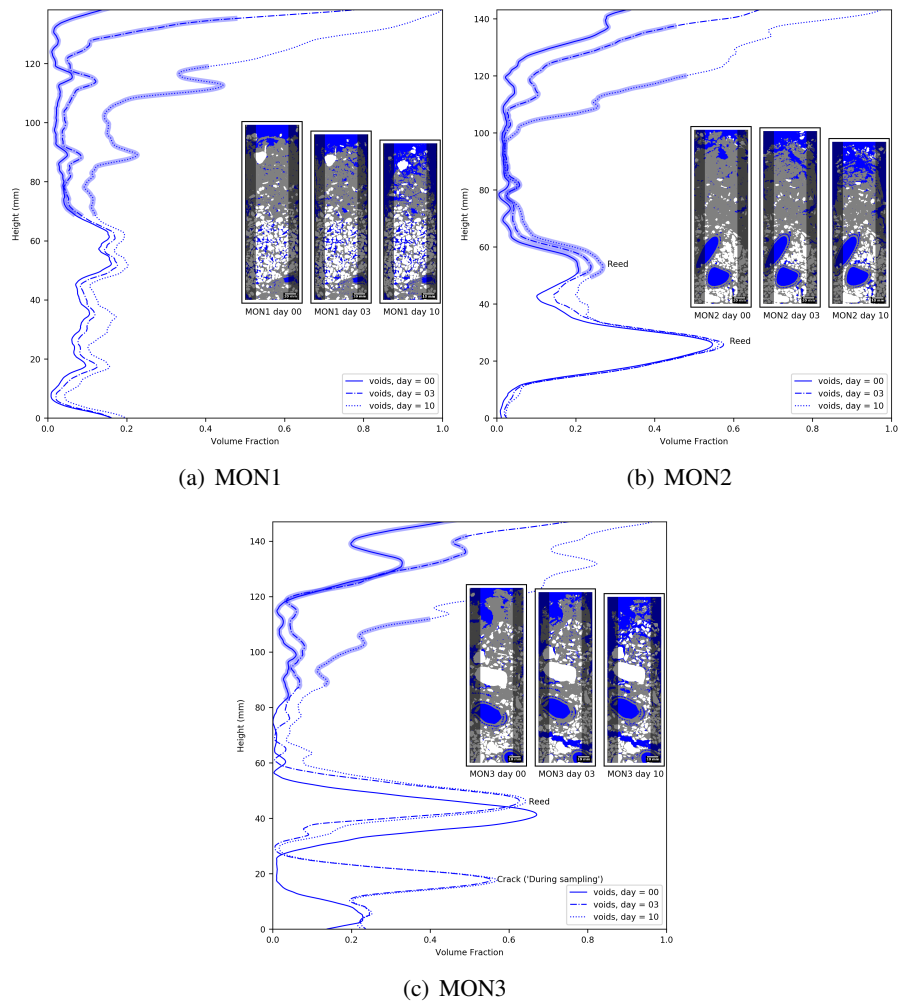 120
100
80
60
40
20
0
Height (mm)
0.0 0.2 0.4 0.6 0.8 1.0
Volume Fraction
MON1 day 00 MON1 day 03 MON1 day 10
voids, day = 00
voids, day = 03
voids, day = 10
(a) MON1
140
120
100
80
60
40
20
0
Height (mm)
0.0 0.2 0.4 0.6 0.8 1.0
Volume Fraction
MON2 day 00 MON2 day 03 MON2 day 10
Reed
Reed
voids, day = 00
voids, day = 03
voids, day = 10
(b) MON2
140
120
100
80
60
40
20
0
Height (mm)
0.0 0.2 0.4 0.6 0.8 1.0
Volume Fraction
MON3 day 00 MON3 day 03 MON3 day 10
Reed
Crack ('During sampling')
voids, day = 00
voids, day = 03
voids, day = 10
(c) MON3